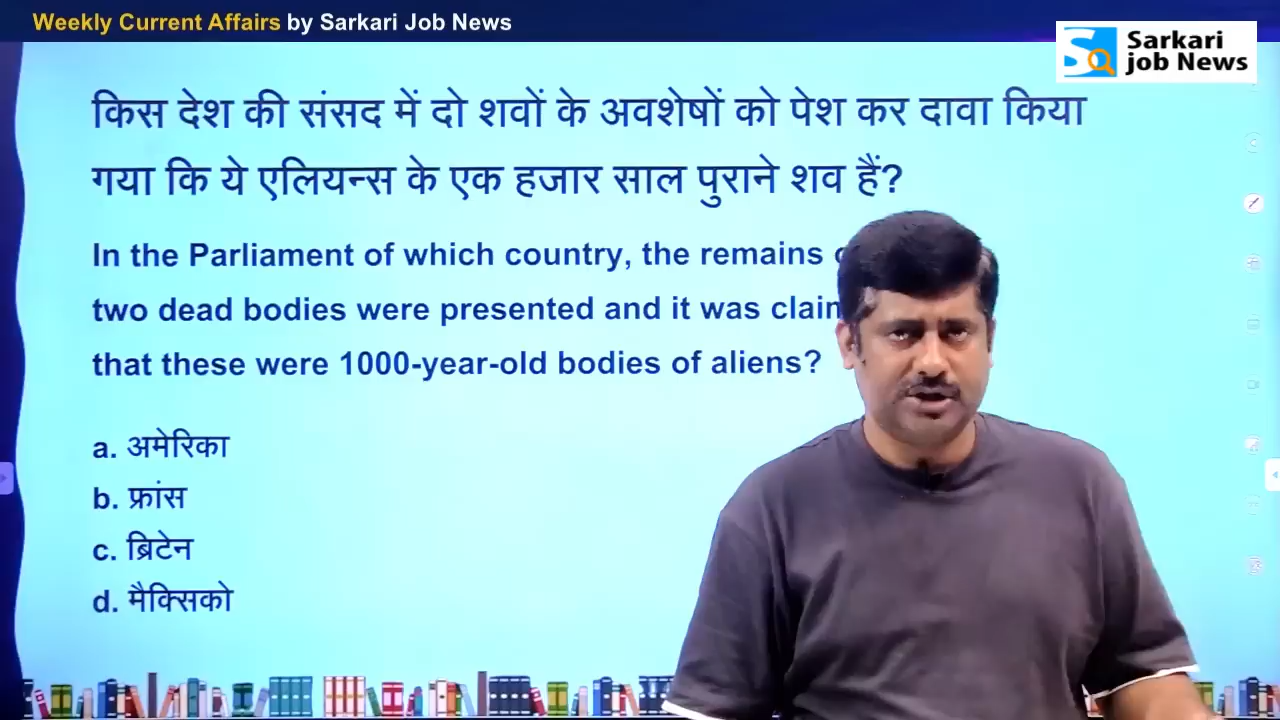 Weekly Current Affairs by Sarkari Job News
Sarkari
job News
किस देश की संसद में दो शवों के अवशेषों को पेश कर दावा किया
गया कि ये एलियन्स के एक हजार साल पुराने शव हैं?
In the Parliament of which country, the remains
two dead bodies were presented and it was claim
that these were 1000-year-old bodies of aliens?
a. अमेरिका
b. फ्रांस
c. ब्रिटेन
d. मैक्सिको